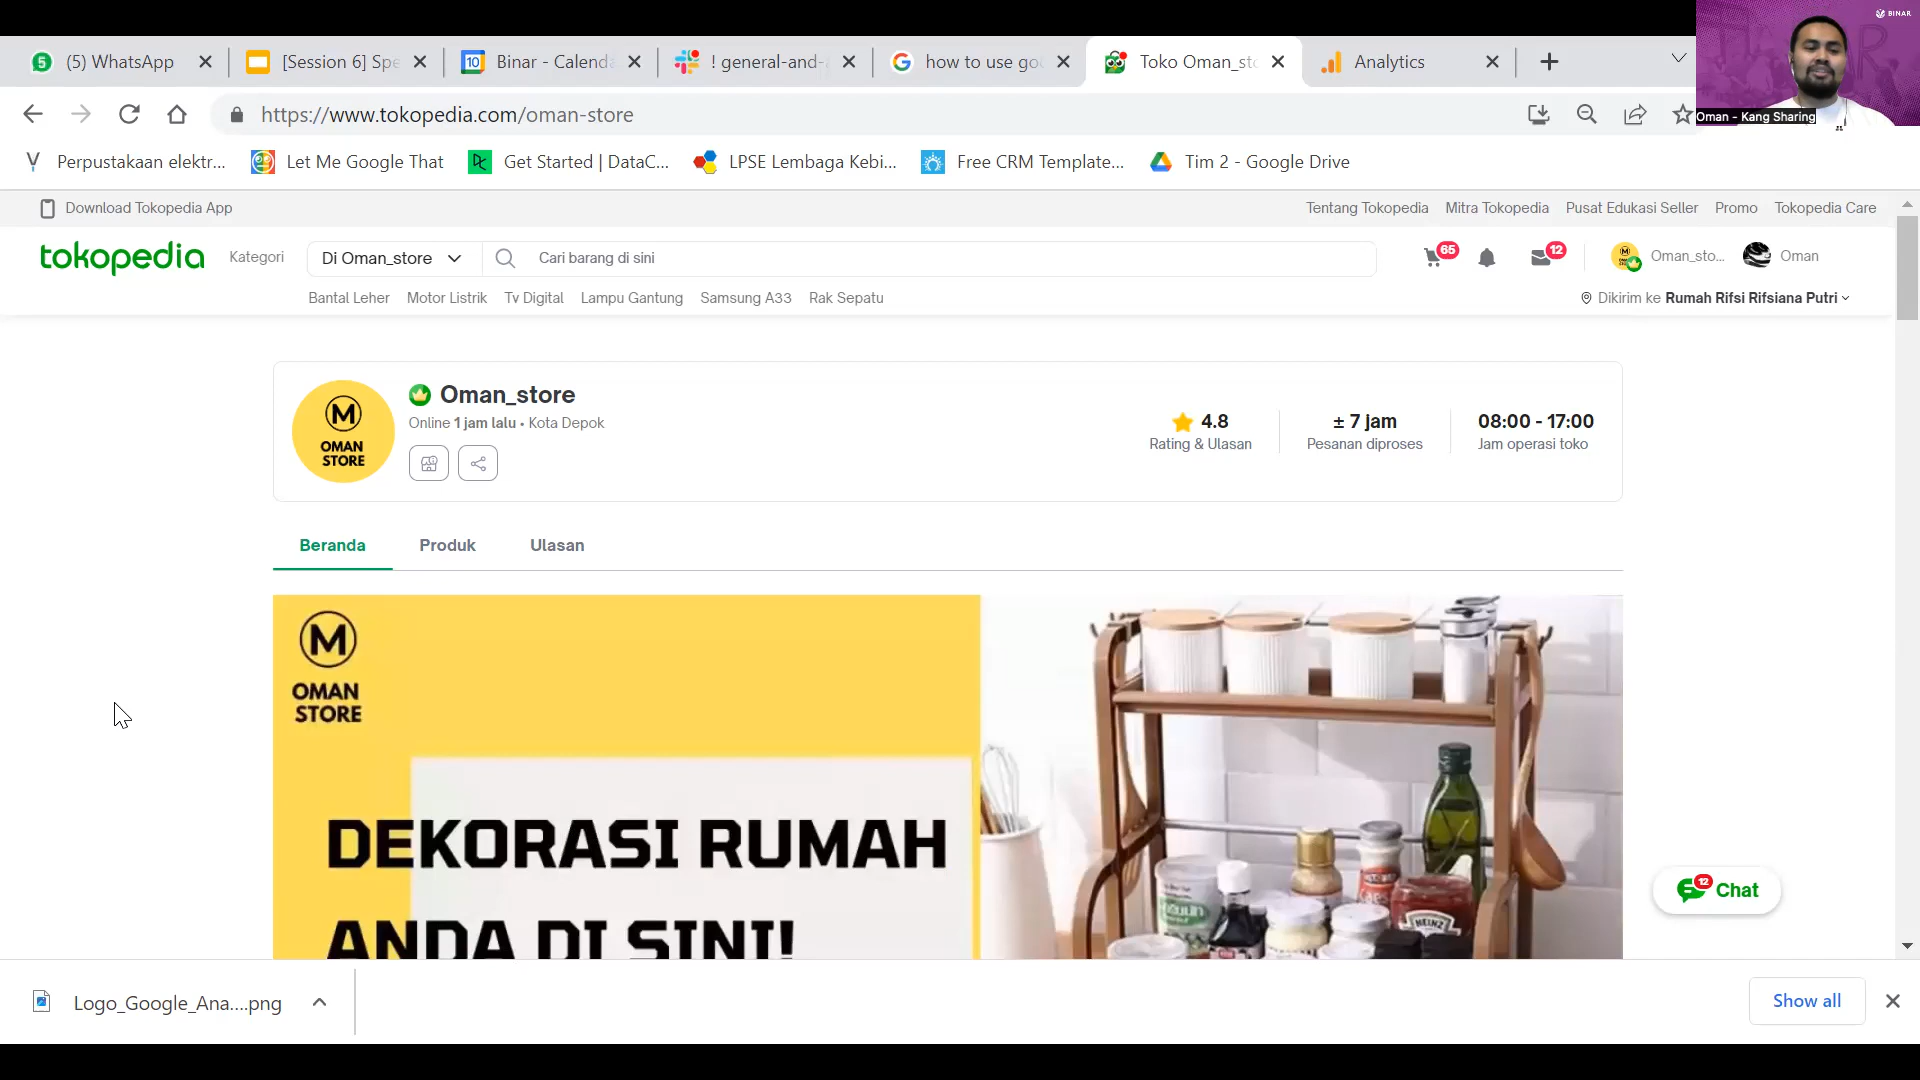 BINAR
(5) WhatsApp
[Session 6] Spe
Binar - Calenda
! general-and-a
how to use goo
Toko Oman_sto
Analytics
https://www.tokopedia.com/oman-store
Oman - Kang Sharing
Perpustakaan elektr...
Let Me Google That
Get Started | DataC...
LPSE Lembaga Kebi...
Free CRM Template...
Tim 2 - Google Drive
Download Tokopedia App
Tentang Tokopedia
Mitra Tokopedia
Pusat Edukasi Seller
Promo
Tokopedia Care
tokopedia
Kategori
Di Oman_store
Cari barang di sini
65
12
Oman_sto...
Oman
Bantal Leher
Motor Listrik
Tv Digital
Lampu Gantung
Samsung A33
Rak Sepatu
Dikirim ke Rumah Rifsi Rifsiana Putri
M
OMAN
STORE
Oman_store
Online 1 jam lalu • Kota Depok
4.8
Rating & Ulasan
± 7 jam
Pesanan diproses
08:00 - 17:00
Jam operasi toko
Beranda
Produk
Ulasan
M
OMAN
STORE
DEKORASI RUMAH
ANDA DI SINI!
HEINZ
12
Chat
Logo_Google_Ana....png
Show all